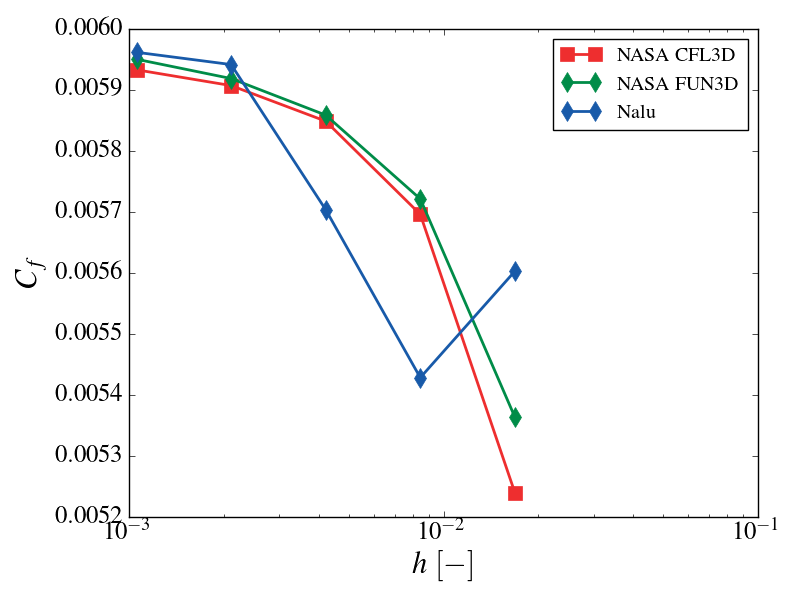 0.0060
0.0059
0.0058
0.0057
0.0056
0.0055
0.0054
0.0053
0.0052
C_f
10^{-3}
10^{-2}
10^{-1}
h [−]
NASA CFL3D
NASA FUN3D
Nalu